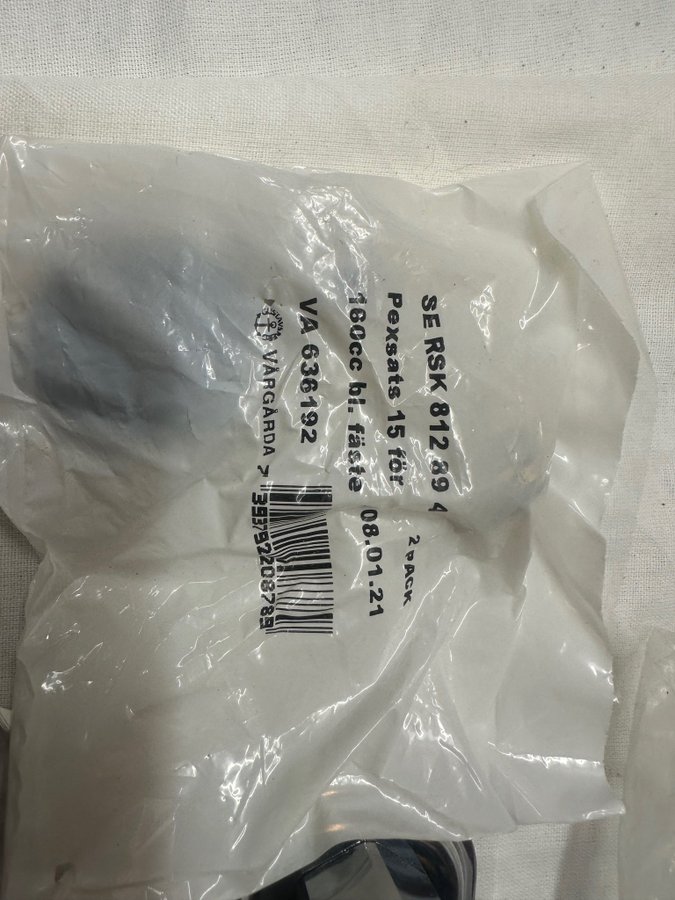 SE RSK 812 89 4
Pexsats 15 för 2 PACK
160cc bl. fäste 08.01.21
VA 636192
VÅRGÅRDA